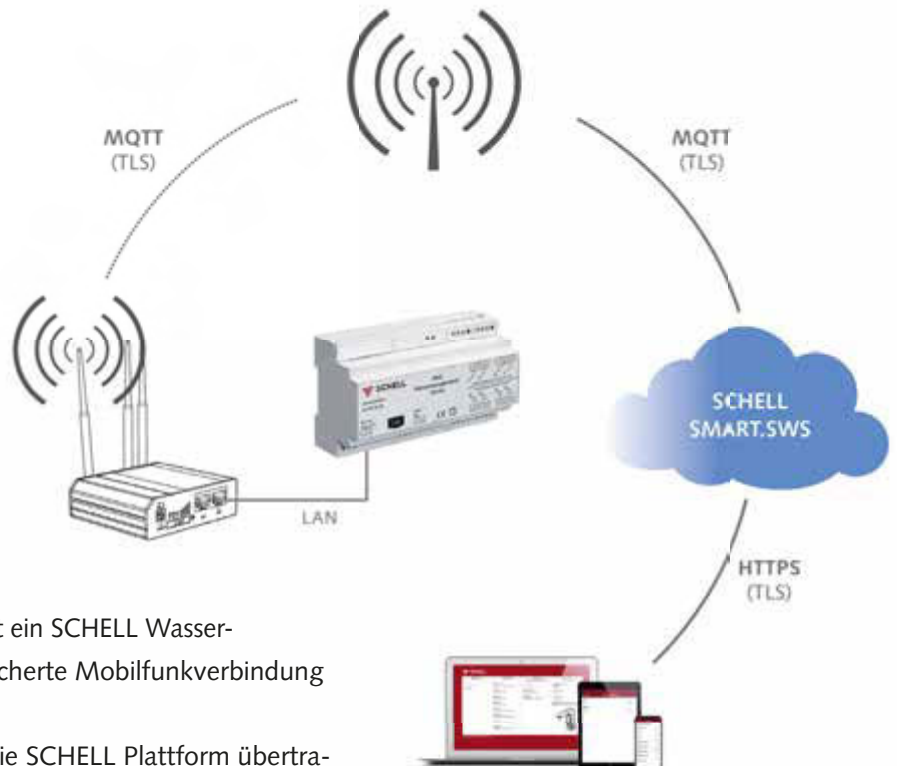 MQTT
(TLS)
MQTT
(TLS)
SCHELL
SCHELL
SMART.SWS
LAN
HTTPS
(TLS)
t ein SCHELL Wasser-
cherte Mobilfunkverbindung
ie SCHELL Plattform übertra-